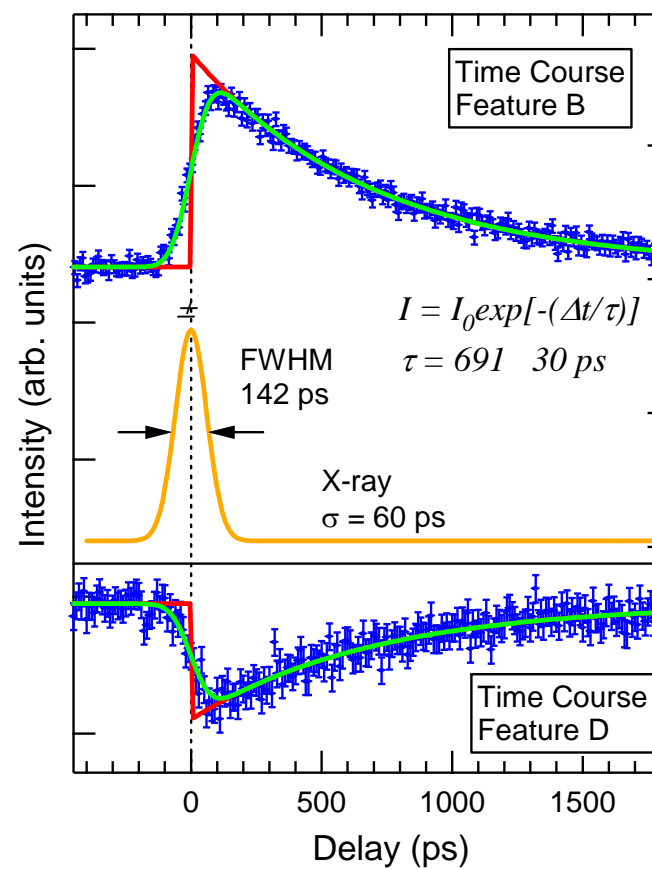 Time Course
Feature B
I = I0exp[-(Δt/τ)]
τ = 691 30 ps
FWHM
142 ps
X-ray
σ = 60 ps
Time Course
Feature D
Intensity (arb. units)
0 500 1000 1500
Delay (ps)